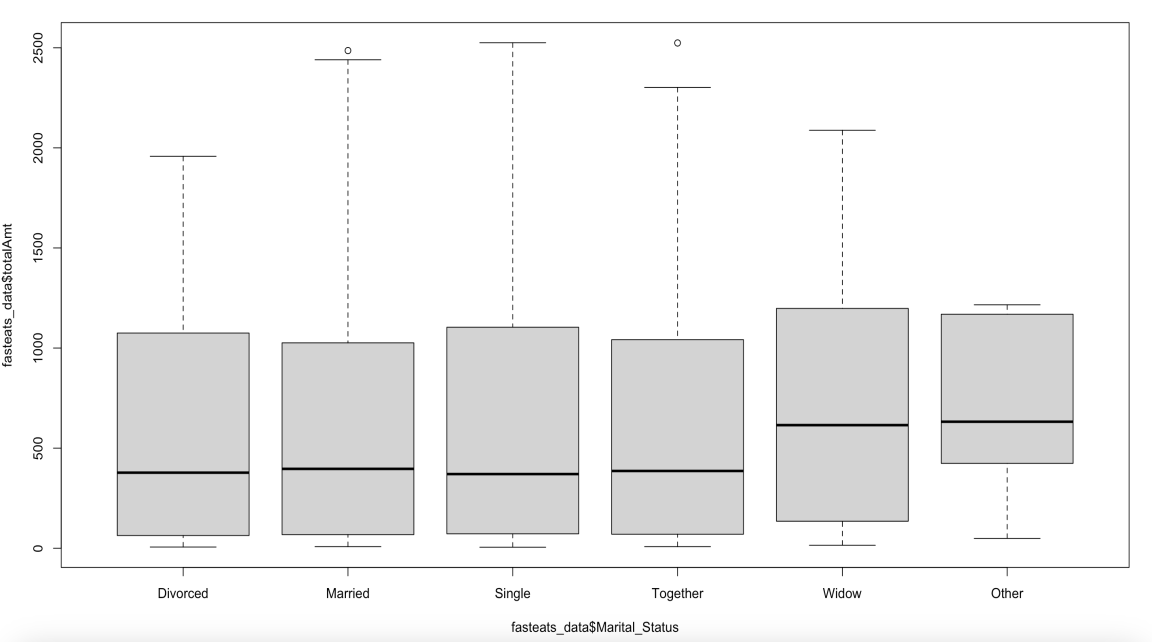 fasteats_data$totalAmt
2500
2000
1500
1000
500
0
Divorced Married Single Together Widow Other
fasteats_data$Marital_Status